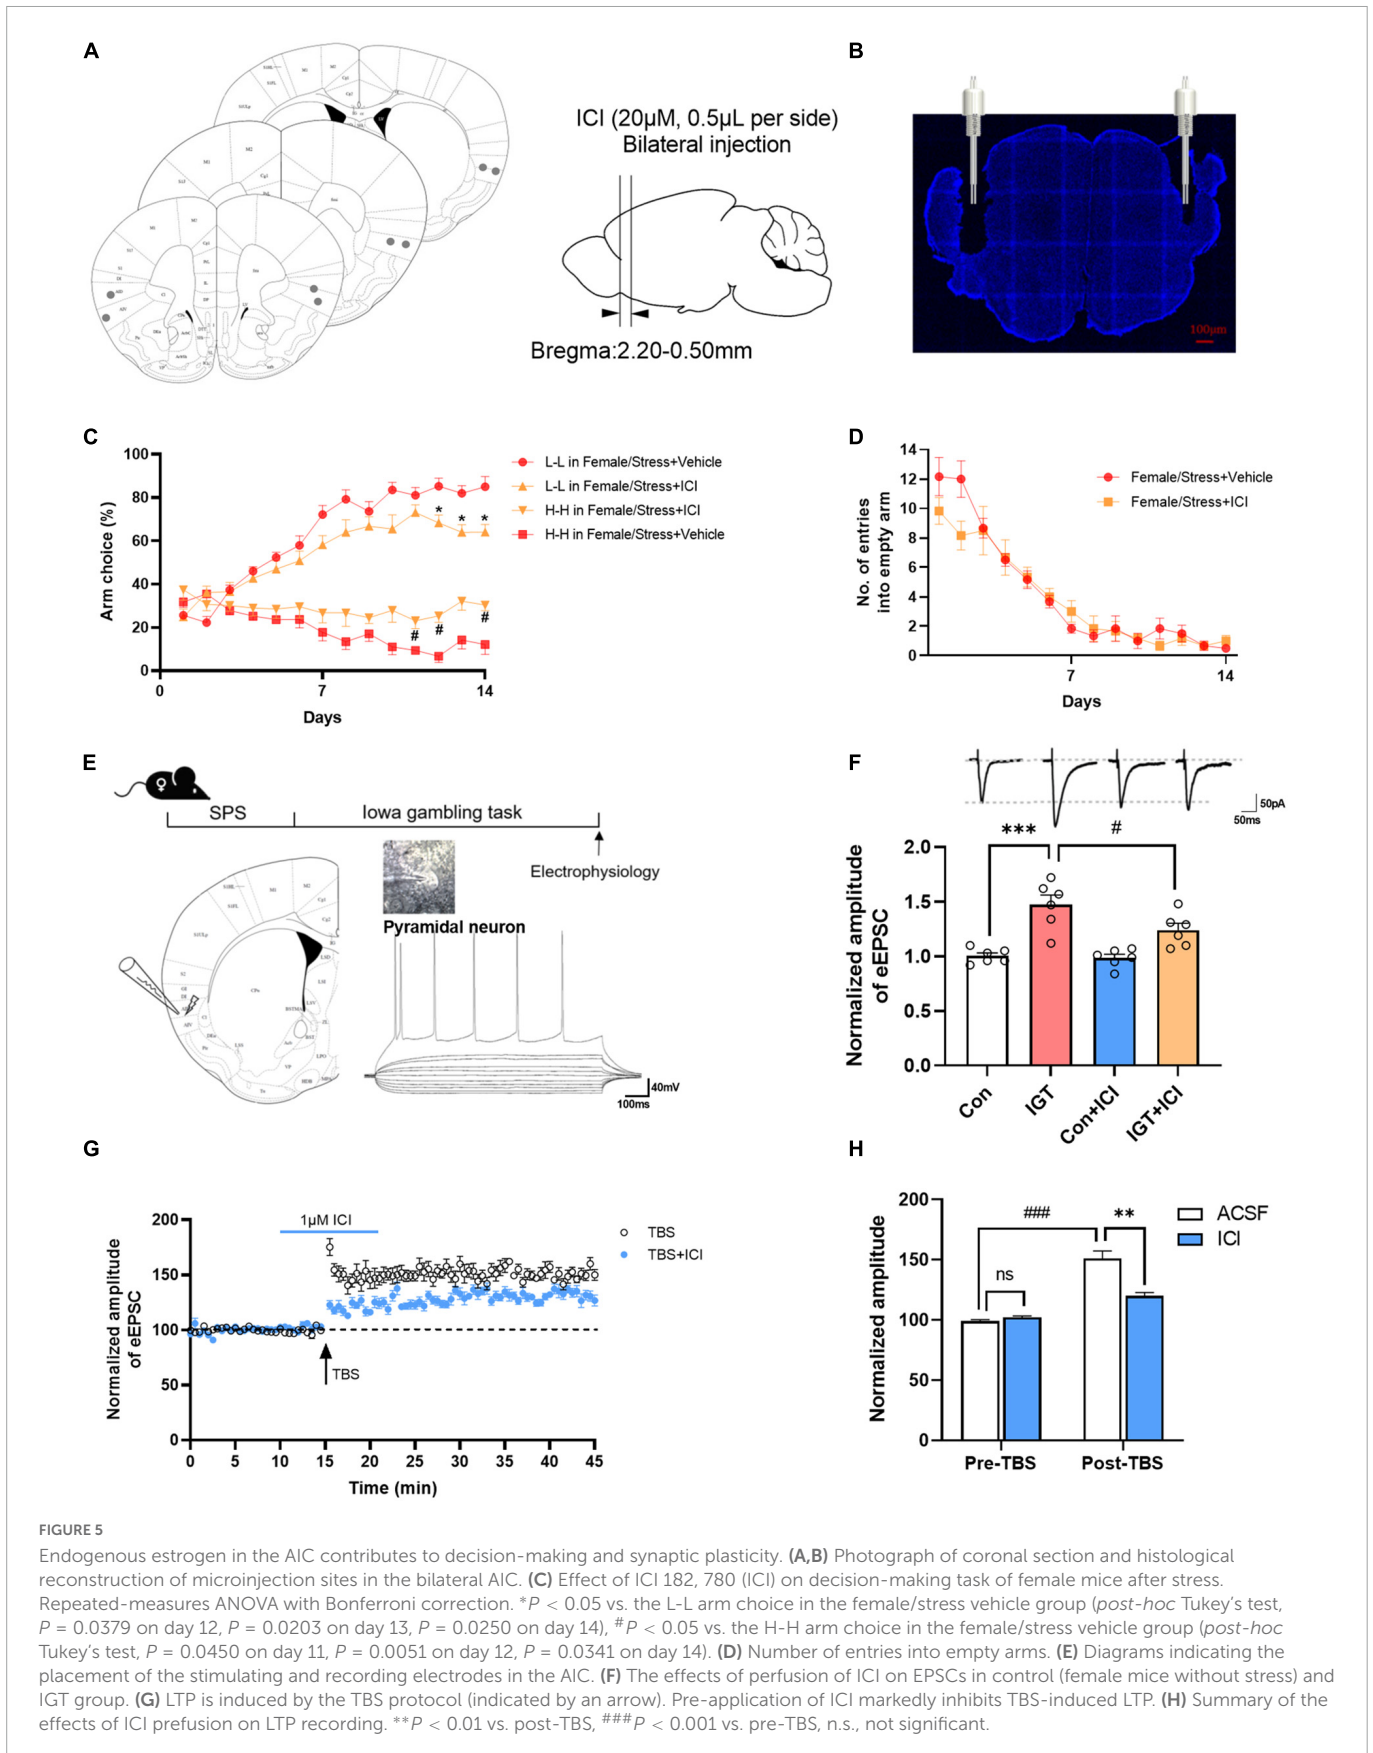 A
B
ICI (20µM, 0.5µL per side)
Bilateral injection
Bregma:2.20-0.50mm
100µm
C
Arm choice (%)
100
80
60
40
20
0
0
7
14
Days
L-L in Female/Stress+Vehicle
L-L in Female/Stress+ICI
H-H in Female/Stress+ICI
H-H in Female/Stress+Vehicle
* * *
# # #
D
No. of entries
into empty arm
14
12
10
8
6
4
2
0
7
14
Days
Female/Stress+Vehicle
Female/Stress+ICI
E
♀
SPS
Iowa gambling task
Electrophysiology
Pyramidal neuron
40mV
100ms
F
50pA
50ms
***
#
Normalized amplitude
of eEPSC
2.0
1.5
1.0
0.5
0.0
Con
IGT
Con+ICI
IGT+ICI
G
Normalized amplitude
of eEPSC
200
150
100
50
0
1µM ICI
TBS
TBS
TBS+ICI
0 5 10 15 20 25 30 35 40 45
Time (min)
H
Normalized amplitude
200
150
100
50
0
ns
###
**
ACSF
ICI
Pre-TBS
Post-TBS
FIGURE 5
Endogenous estrogen in the AIC contributes to decision-making and synaptic plasticity. (A,B) Photograph of coronal section and histological
reconstruction of microinjection sites in the bilateral AIC. (C) Effect of ICI 182, 780 (ICI) on decision-making task of female mice after stress.
Repeated-measures ANOVA with Bonferroni correction. *P < 0.05 vs. the L-L arm choice in the female/stress vehicle group (post-hoc Tukey's test,
P = 0.0379 on day 12, P = 0.0203 on day 13, P = 0.0250 on day 14), #P < 0.05 vs. the H-H arm choice in the female/stress vehicle group (post-hoc
Tukey's test, P = 0.0450 on day 11, P = 0.0051 on day 12, P = 0.0341 on day 14). (D) Number of entries into empty arms. (E) Diagrams indicating the
placement of the stimulating and recording electrodes in the AIC. (F) The effects of perfusion of ICI on EPSCs in control (female mice without stress) and
IGT group. (G) LTP is induced by the TBS protocol (indicated by an arrow). Pre-application of ICI markedly inhibits TBS-induced LTP. (H) Summary of the
effects of ICI prefusion on LTP recording. **P < 0.01 vs. post-TBS, ###P < 0.001 vs. pre-TBS, n.s., not significant.